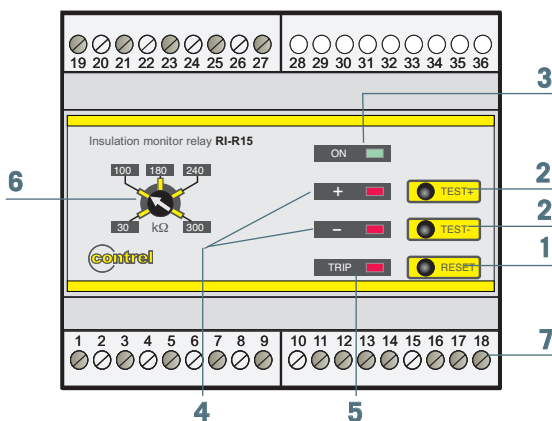 19 20 21 22 23 24 25 26 27 28 29 30 31 32 33 34 35 36
3
Insulation monitor relay RI-R15
ON
100 180 240
6
+
TEST+
2
30 kΩ 300
–
TEST-
2
contrel
TRIP
RESET
1
1 2 3 4 5 6 7 8 9 10 11 12 13 14 15 16 17 18
7
4
5